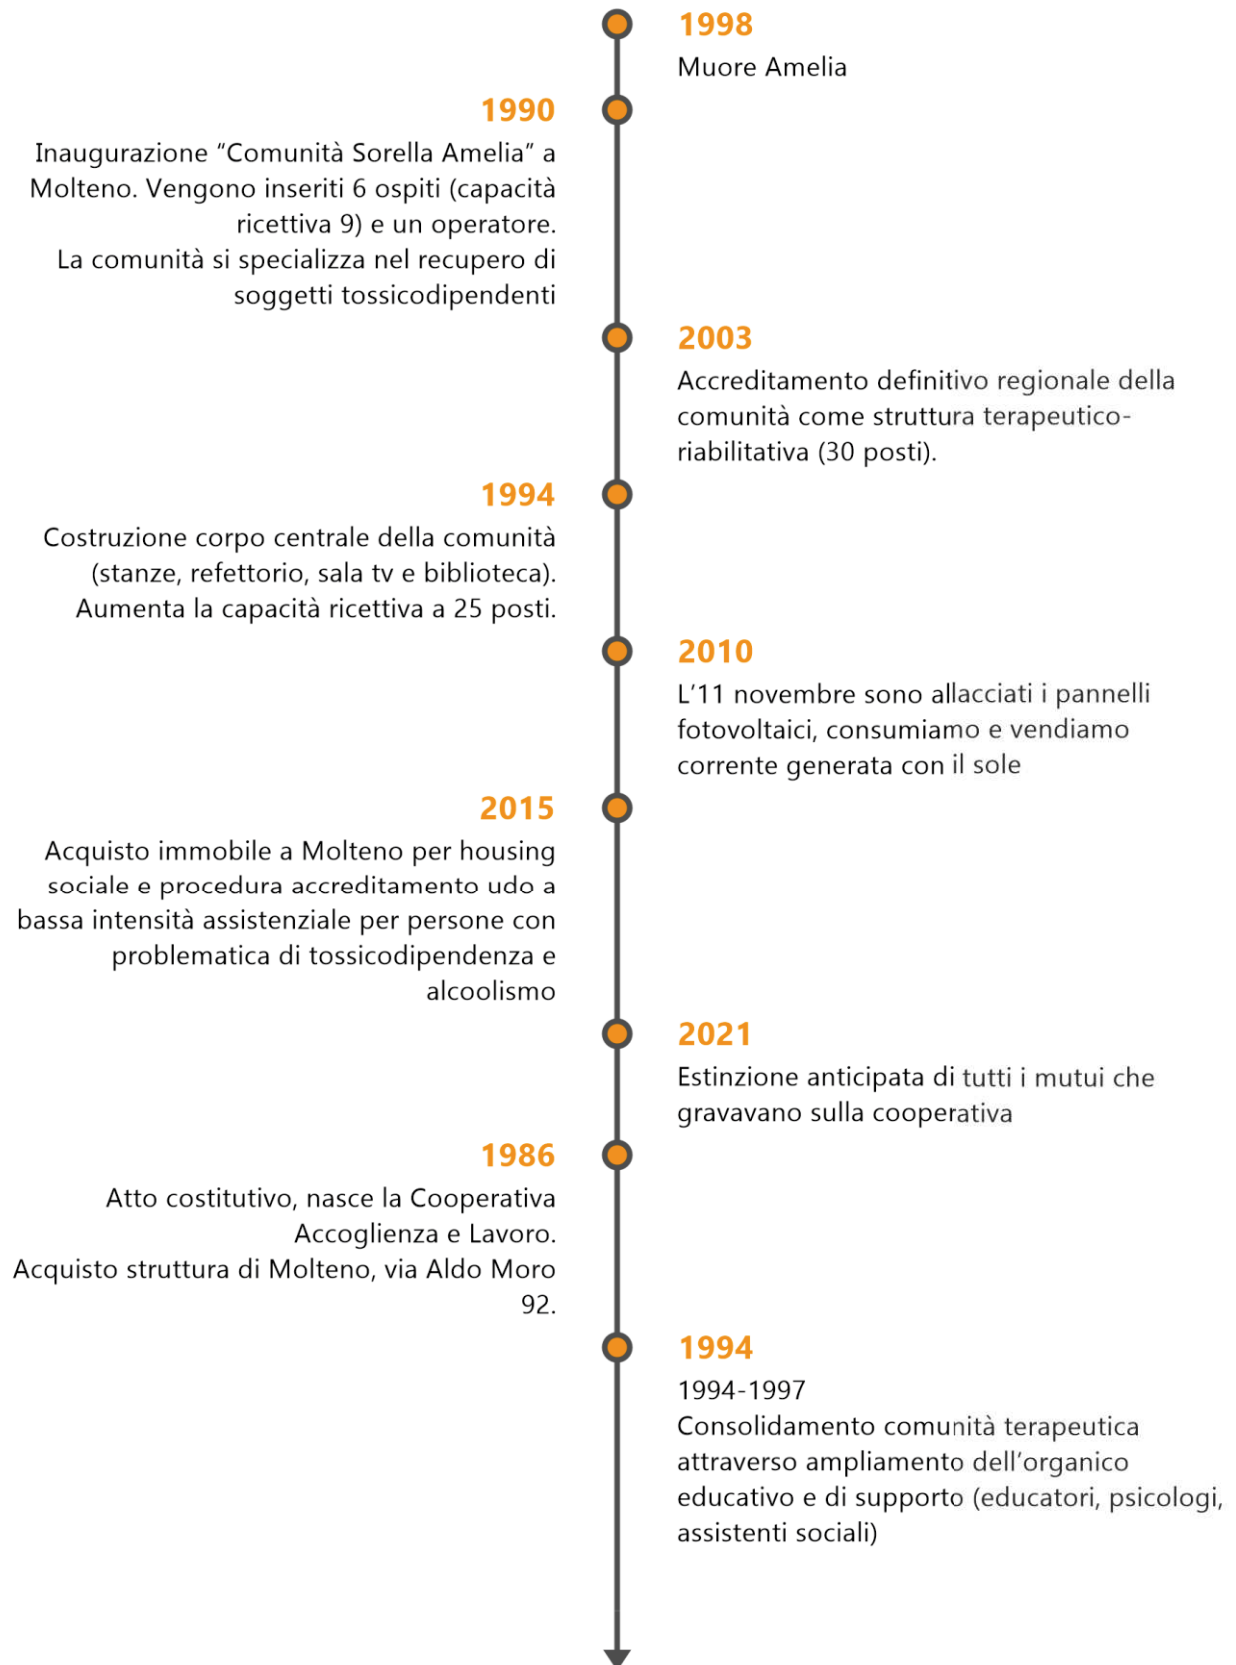 1998
Muore Amelia
1990
Inaugurazione “Comunità Sorella Amelia” a
Molteno. Vengono inseriti 6 ospiti (capacità
ricettiva 9) e un operatore.
La comunità si specializza nel recupero di
soggetti tossicodipendenti
2003
Accreditamento definitivo regionale della
comunità come struttura terapeutico-
riabilitativa (30 posti).
1994
Costruzione corpo centrale della comunità
(stanze, refettorio, sala tv e biblioteca).
Aumenta la capacità ricettiva a 25 posti.
2010
L’11 novembre sono allacciati i pannelli
fotovoltaici, consumiamo e vendiamo
corrente generata con il sole
2015
Acquisto immobile a Molteno per housing
sociale e procedura accreditamento udo a
bassa intensità assistenziale per persone con
problematica di tossicodipendenza e
alcoolismo
2021
Estinzione anticipata di tutti i mutui che
gravavano sulla cooperativa
1986
Atto costitutivo, nasce la Cooperativa
Accoglienza e Lavoro.
Acquisto struttura di Molteno, via Aldo Moro
92.
1994
1994-1997
Consolidamento comunità terapeutica
attraverso ampliamento dell’organico
educativo e di supporto (educatori, psicologi,
assistenti sociali)